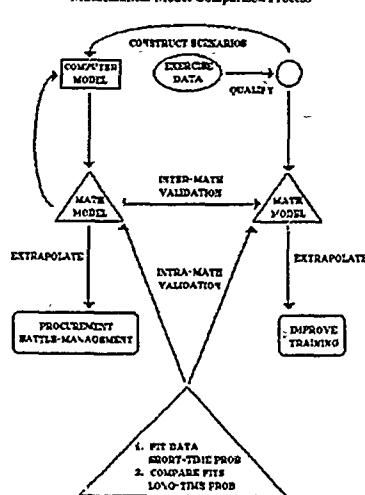 Mathematical Model Comparison Process
CONSTRUCT SCENARIOS
COMPUTER
MODEL
EXERCISE
DATA
QUALIFY
INTER-MATH
VALIDATION
MATH
MODEL
MATH
MODEL
EXTRAPOLATE
INTRA-MATH
VALIDATION
EXTRAPOLATE
PROCUREMENT
BATTLE-MANAGEMENT
IMPROVE
TRAINING
1. FIT DATA
SHORT-TIME PROB
2. COMPARE FITS
LONG-TIME PROB